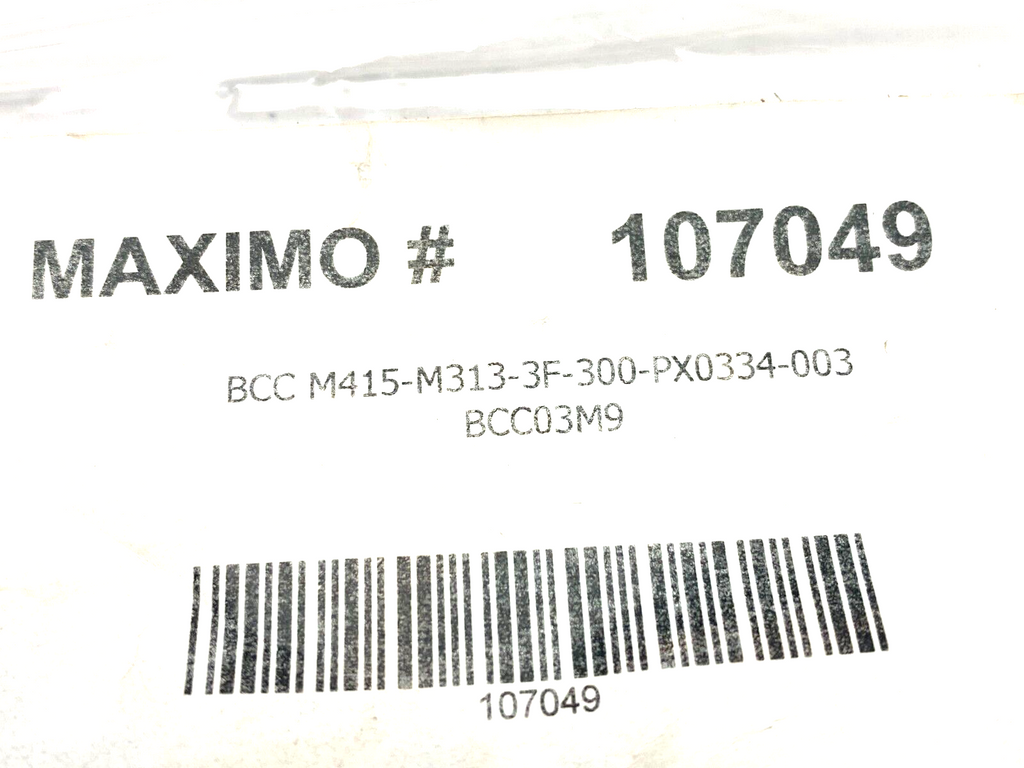 MAXIMO # 107049
BCC M415-M313-3F-300-PX0334-003
BCC03M9
107049